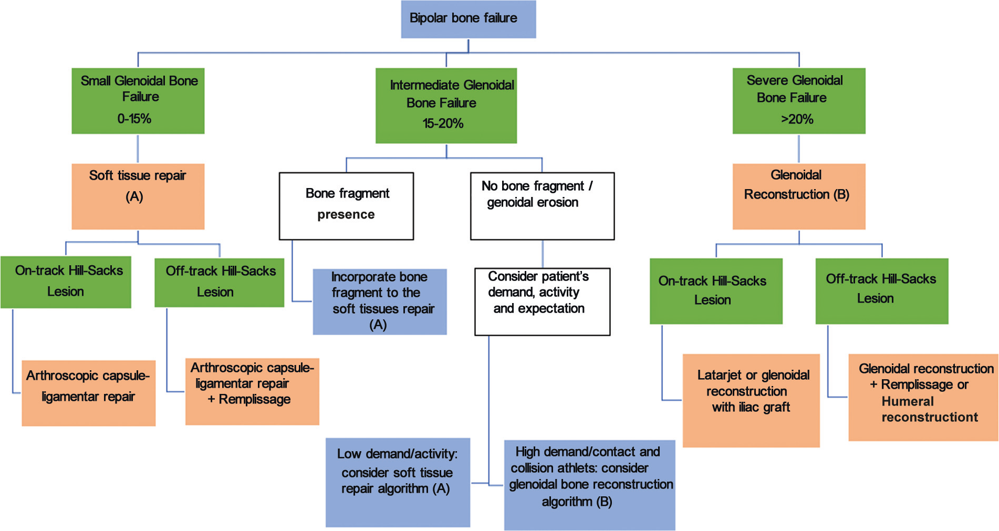 Bipolar bone failure
Small Glenoidal Bone
Failure
0-15%
Intermediate Glenoidal
Bone Failure
15-20%
Severe Glenoidal
Bone Failure
>20%
Soft tissue repair
(A)
Bone fragment
presence
No bone fragment /
genoidal erosion
Glenoidal
Reconstruction (B)
On-track Hill-Sacks
Lesion
Off-track Hill-Sacks
Lesion
Incorporate bone
fragment to the
soft tissues repair
(A)
Consider patient's
demand, activity
and expectation
On-track Hill-Sacks
Lesion
Off-track Hill-Sacks
Lesion
Arthroscopic capsule-
ligamentar repair
Arthroscopic capsule-
ligamentar repair
+ Remplissage
Latarjet or glenoidal
reconstruction
with iliac graft
Glenoidal reconstruction
+ Remplissage or
Humeral
reconstructiont
Low demand/activity:
consider soft tissue
repair algorithm (A)
High demand/contact and
collision athlets: consider
glenoidal bone reconstruction
algorithm (B)